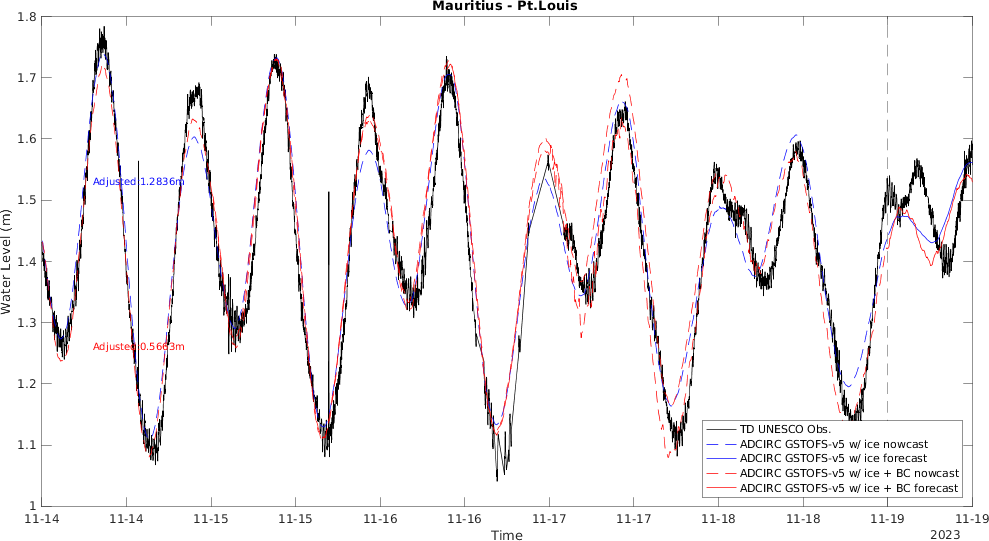 Mauritius - Pt.Louis
1.8
1.7
1.6
1.5
1.4
1.3
1.2
1.1
1
Water Level (m)
Adjusted 1.2836m
Adjusted 0.5663m
TD UNESCO Obs.
ADCIRC GSTOFS-v5 w/ ice nowcast
ADCIRC GSTOFS-v5 w/ ice forecast
ADCIRC GSTOFS-v5 w/ ice + BC nowcast
ADCIRC GSTOFS-v5 w/ ice + BC forecast
11-14 11-14 11-15 11-15 11-16 11-16 11-17 11-17 11-18 11-18 11-19 11-19
Time
2023